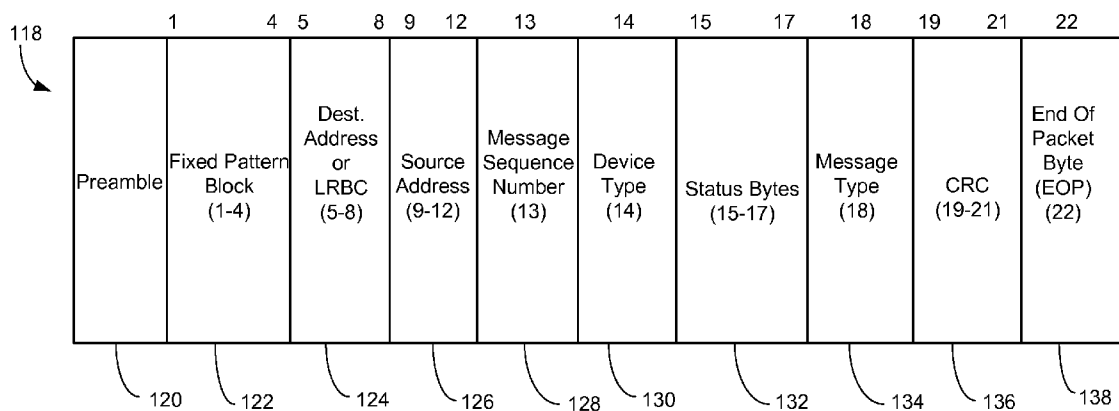 1 4 5 8 9 12 13 14 15 17 18 19 21 22
118
Preamble
Fixed Pattern
Block
(1-4)
Dest.
Address
or
LRBC
(5-8)
Source
Address
(9-12)
Message
Sequence
Number
(13)
Device
Type
(14)
Status Bytes
(15-17)
Message
Type
(18)
CRC
(19-21)
End Of
Packet
Byte
(EOP)
(22)
120 122 124 126 128 130 132 134 136 138